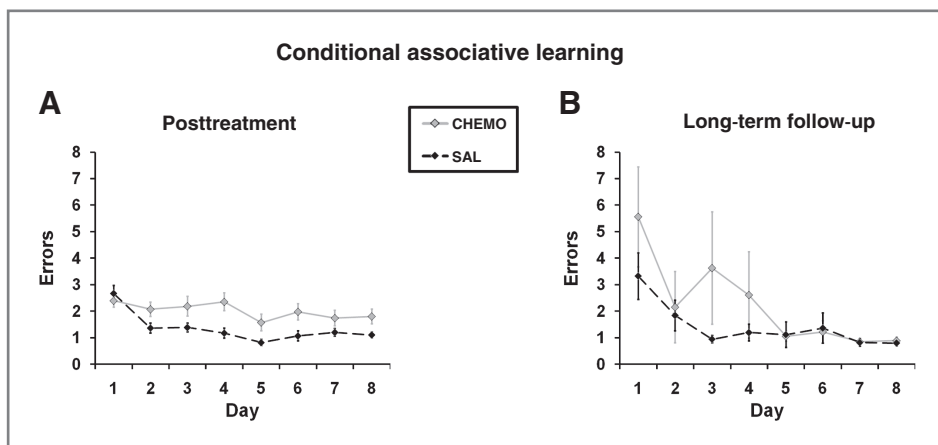 Conditional associative learning
A
Posttreatment
CHEMO
SAL
B
Long-term follow-up
Errors
8
7
6
5
4
3
2
1
0
1 2 3 4 5 6 7 8
Day
Errors
8
7
6
5
4
3
2
1
0
1 2 3 4 5 6 7 8
Day